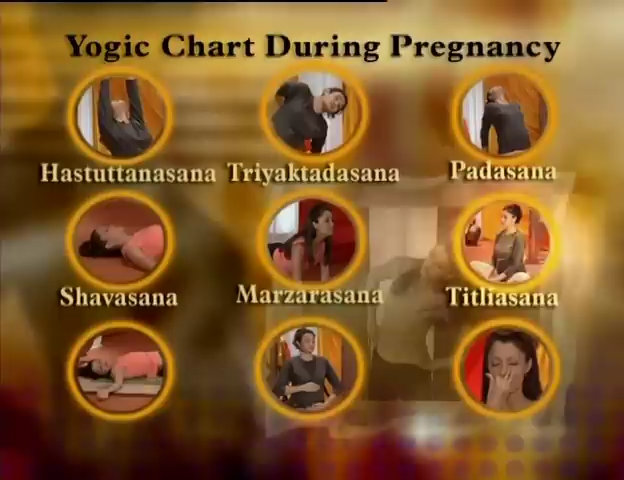 Yogic Chart During Pregnancy
Hastuttanasana Triyaktadasana Padasana
Shavasana Marzarasana Titliasana